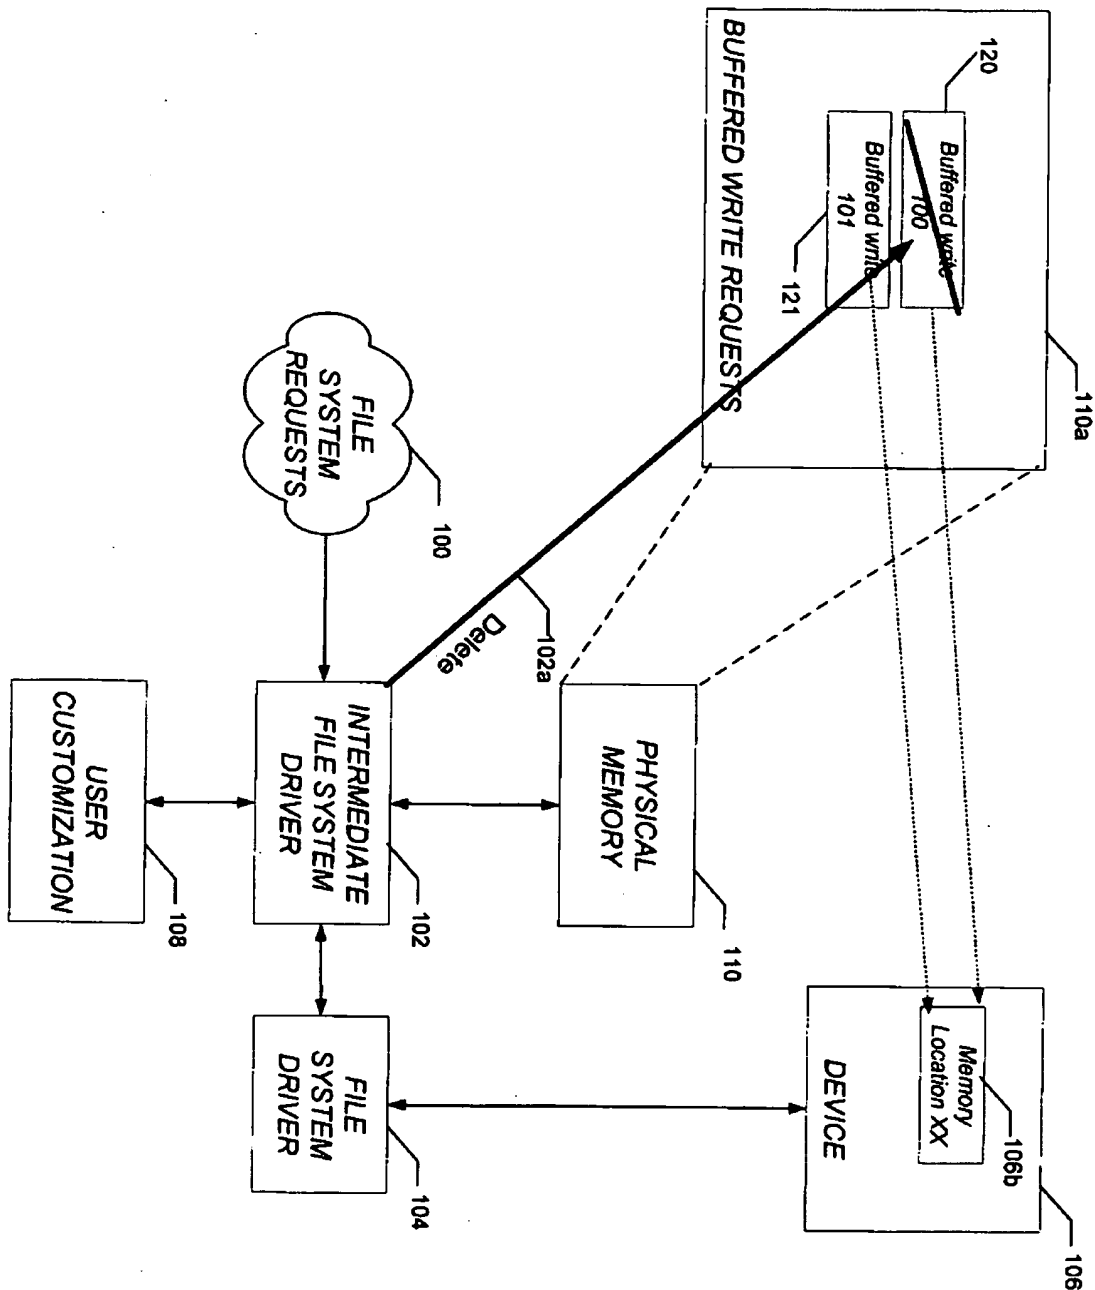 BUFFERED WRITE REQUESTS
120
Buffered write
100
Buffered write
101
121
110a
FILE
SYSTEM
REQUESTS
100
Delete
102a
PHYSICAL
MEMORY
110
INTERMEDIATE
FILE SYSTEM
DRIVER
102
USER
CUSTOMIZATION
108
FILE
SYSTEM
DRIVER
104
Memory
Location XX
106b
DEVICE
106